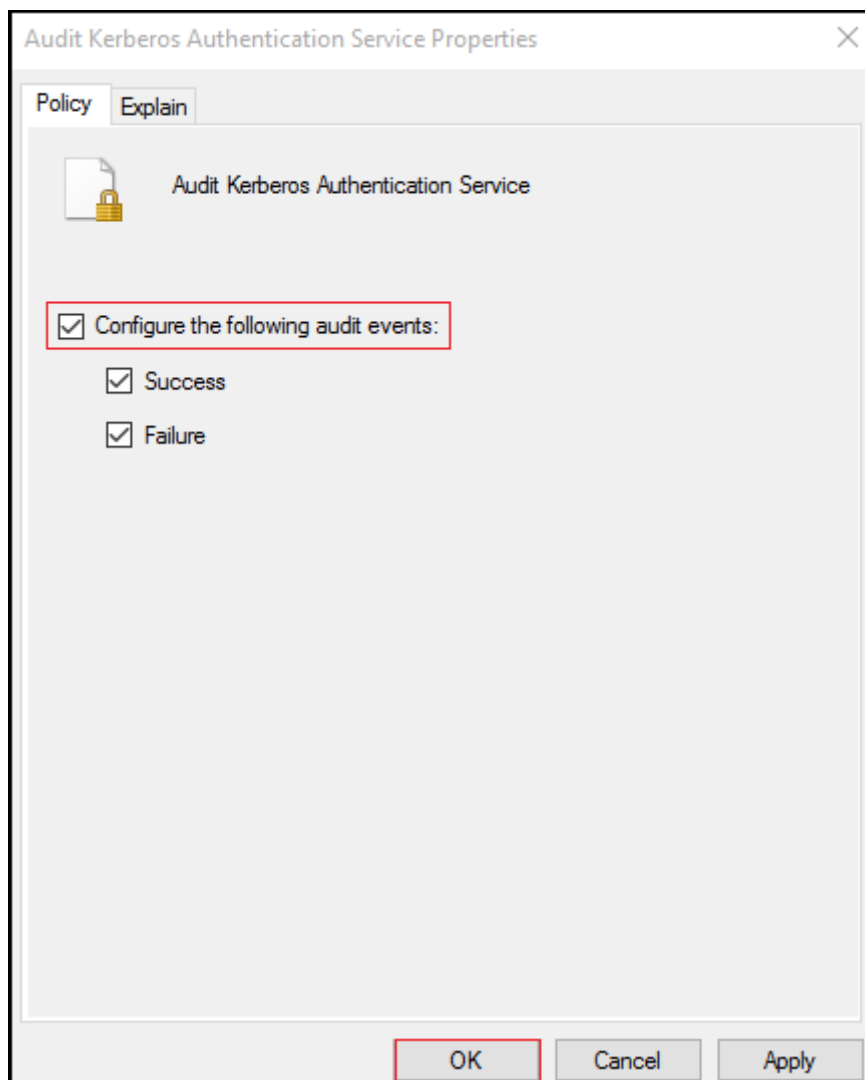 Audit Kerberos Authentication Service Properties
Policy
Explain
Audit Kerberos Authentication Service
Configure the following audit events:
Success
Failure
OK
Cancel
Apply